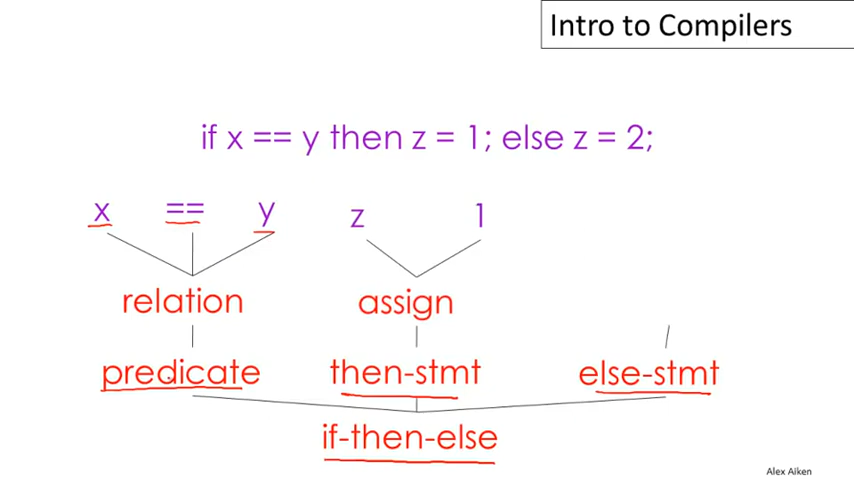 Intro to Compilers
if x == y then z = 1; else z = 2;
x == y z 1
relation assign
predicate then-stmt else-stmt
if-then-else
Alex Aiken